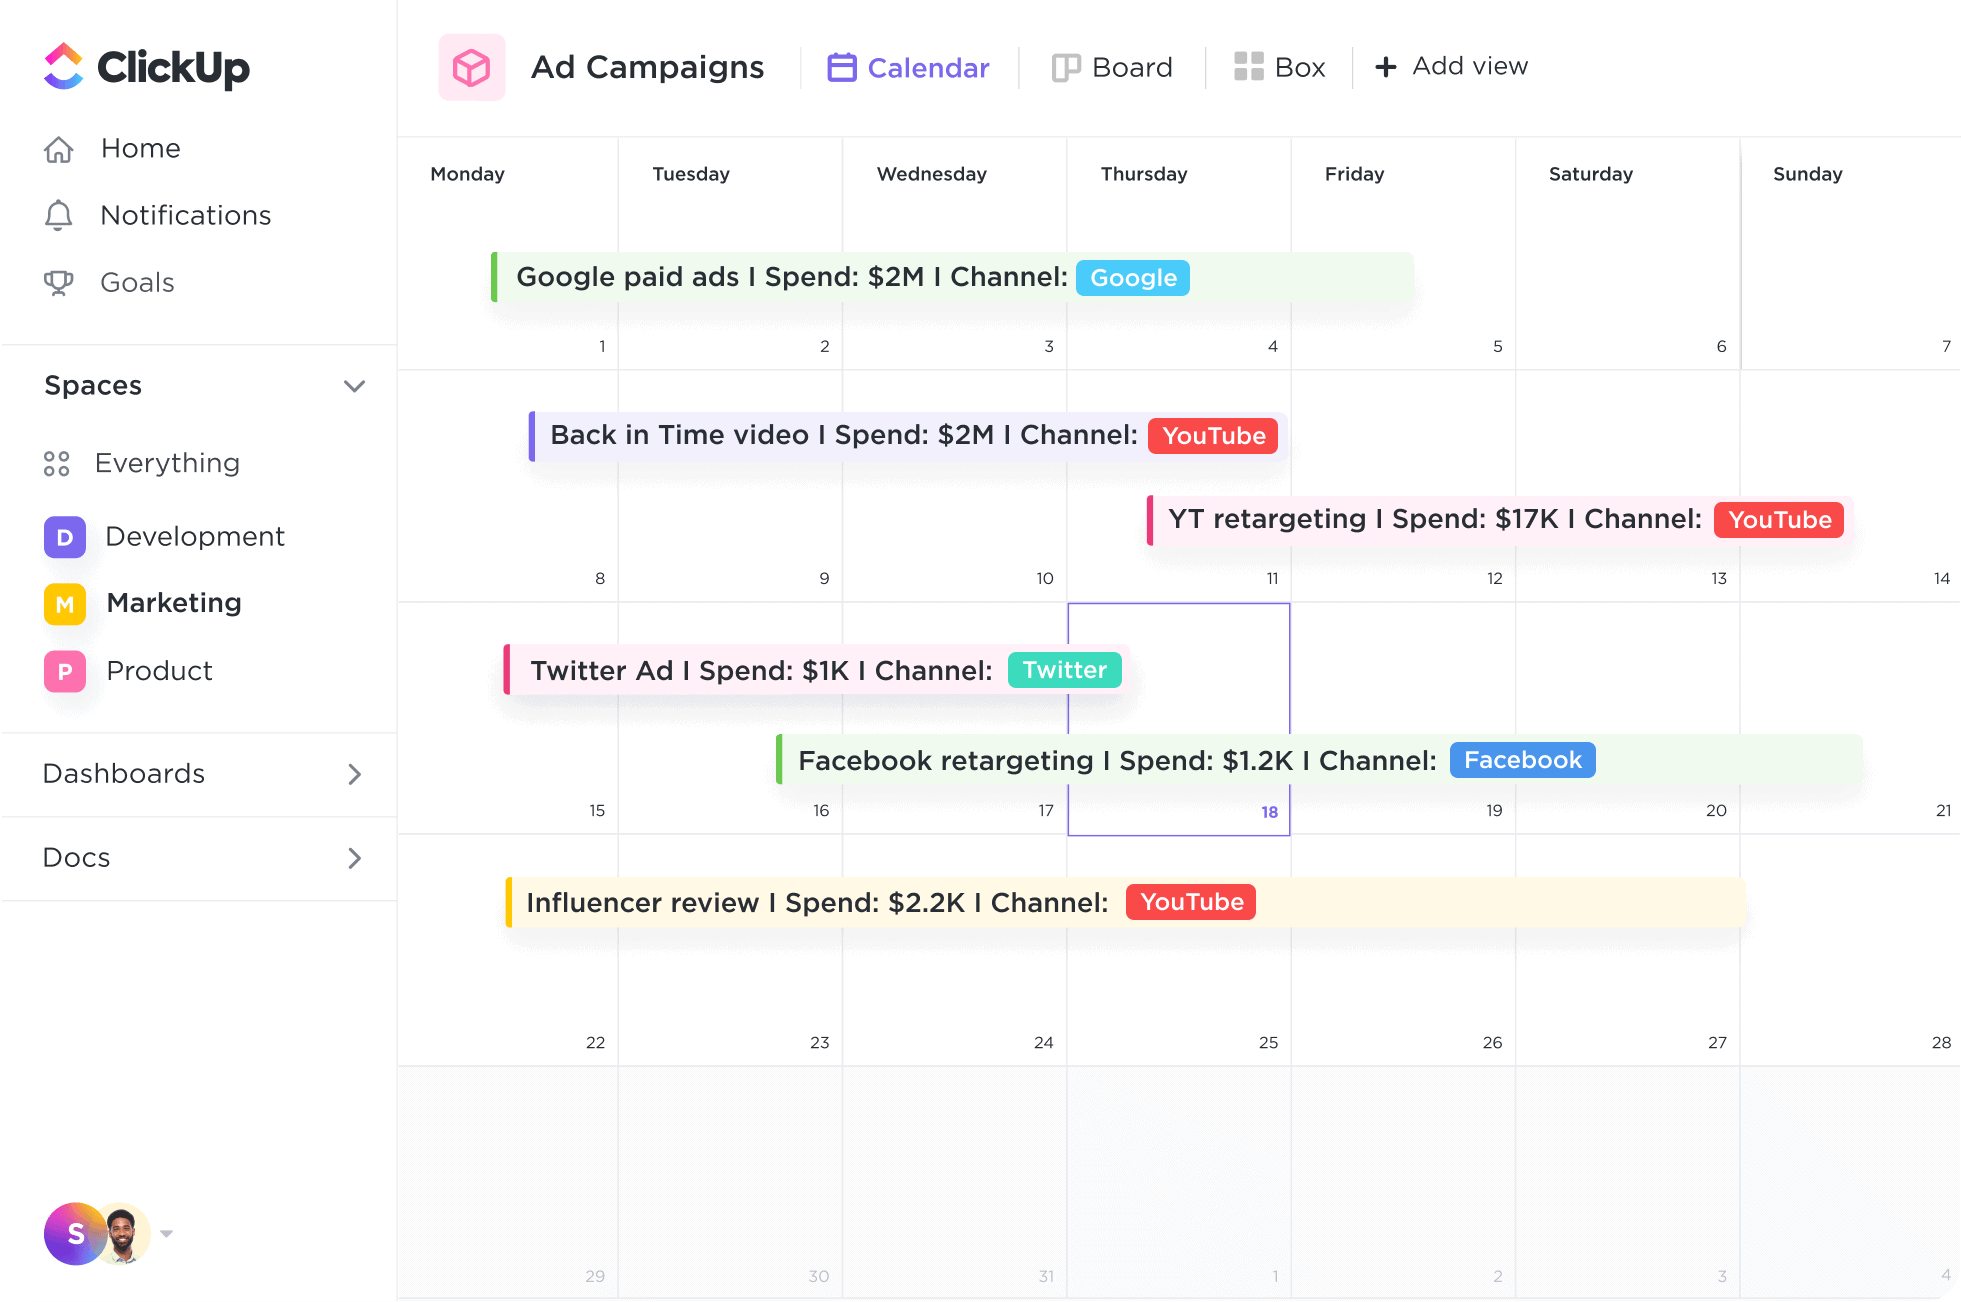 ClickUp
Home
Notifications
Goals
Spaces
Everything
D Development
M Marketing
P Product
Dashboards
Docs
S
Ad Campaigns Calendar Board Box + Add view
Monday Tuesday Wednesday Thursday Friday Saturday Sunday
Google paid ads I Spend: $2M I Channel: Google
1 2 3 4 5 6 7
Back in Time video I Spend: $2M I Channel: YouTube
YT retargeting I Spend: $17K I Channel: YouTube
8 9 10 11 12 13 14
Twitter Ad I Spend: $1K I Channel: Twitter
Facebook retargeting I Spend: $1.2K I Channel: Facebook
15 16 17 18 19 20 21
Influencer review I Spend: $2.2K I Channel: YouTube
22 23 24 25 26 27 28
29 30 31 1 2 3 4